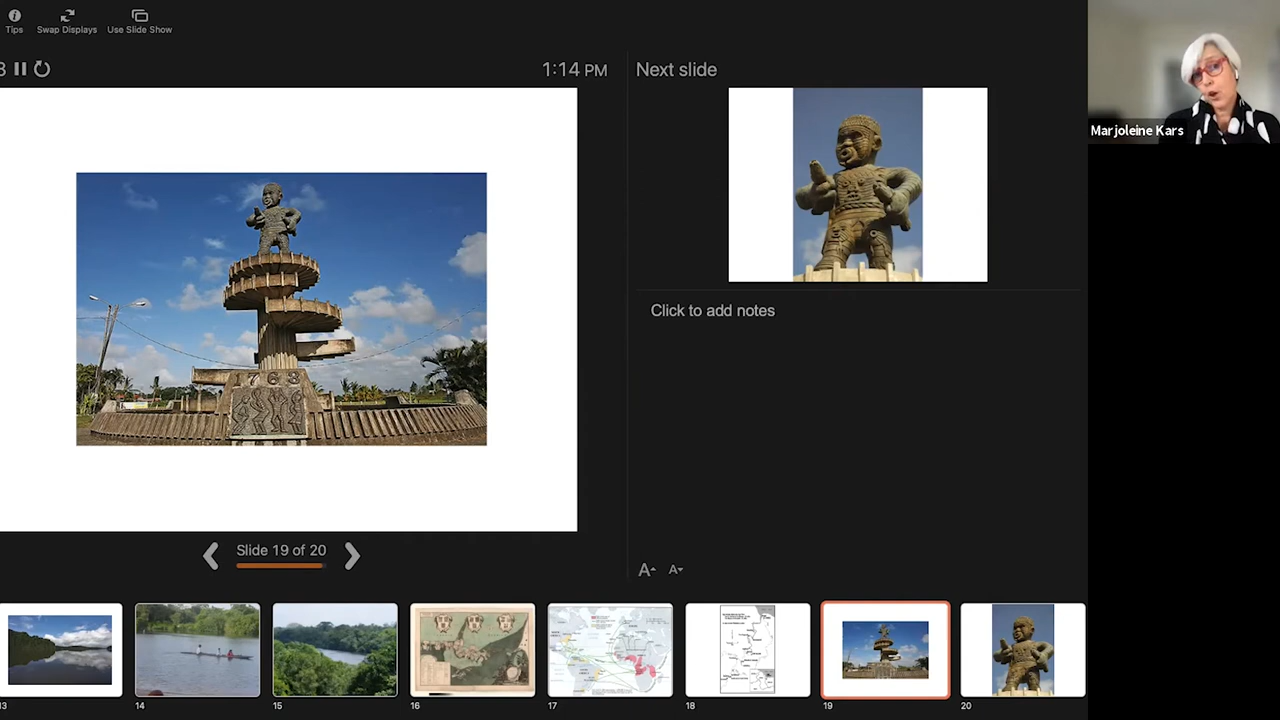 Tips
Swap Displays
Use Slide Show
3
1:14 PM
Next slide
Marjoleine Kars
1763
Click to add notes
Slide 19 of 20
A
A
13
14
15
16
17
18
19
20